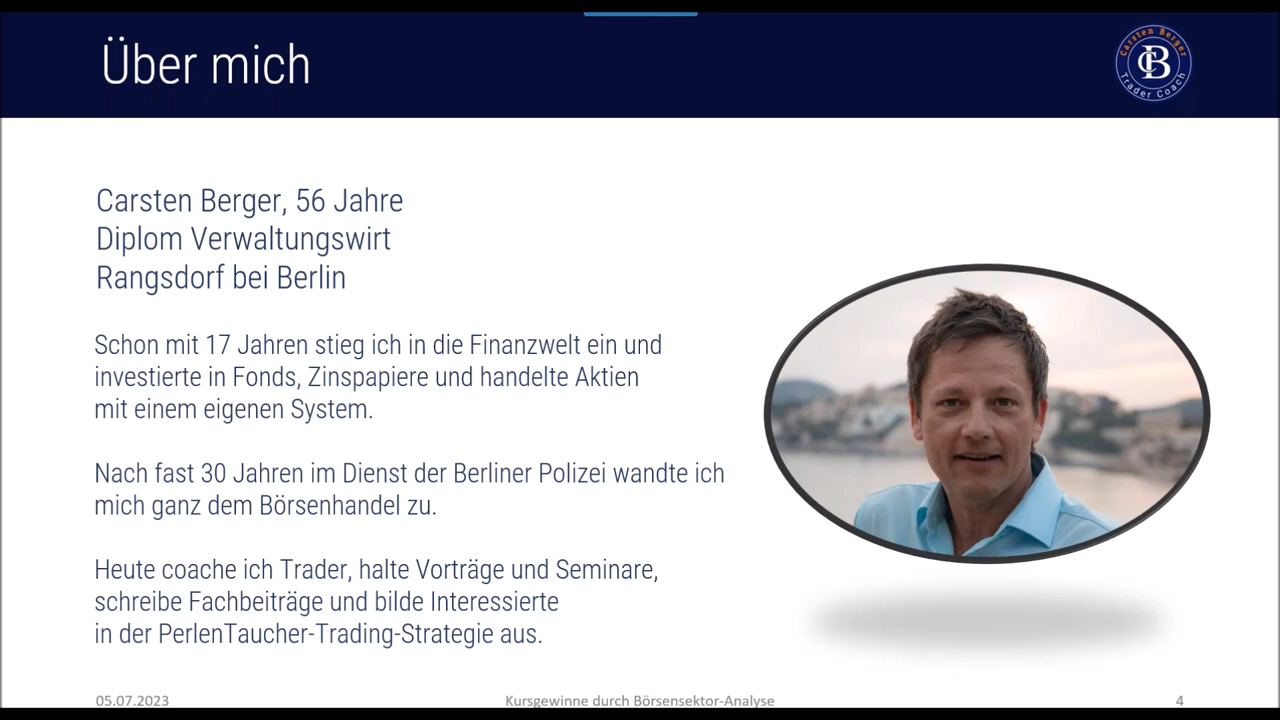 Über mich
Carsten Berger
CB
Trader Coach
Carsten Berger, 56 Jahre
Diplom Verwaltungswirt
Rangsdorf bei Berlin
Schon mit 17 Jahren stieg ich in die Finanzwelt ein und
investierte in Fonds, Zinspapiere und handelte Aktien
mit einem eigenen System.
Nach fast 30 Jahren im Dienst der Berliner Polizei wandte ich
mich ganz dem Börsenhandel zu.
Heute coache ich Trader, halte Vorträge und Seminare,
schreibe Fachbeiträge und bilde Interessierte
in der PerlenTaucher-Trading-Strategie aus.
05.07.2023
Kursgewinne durch Börsensektor-Analyse
4